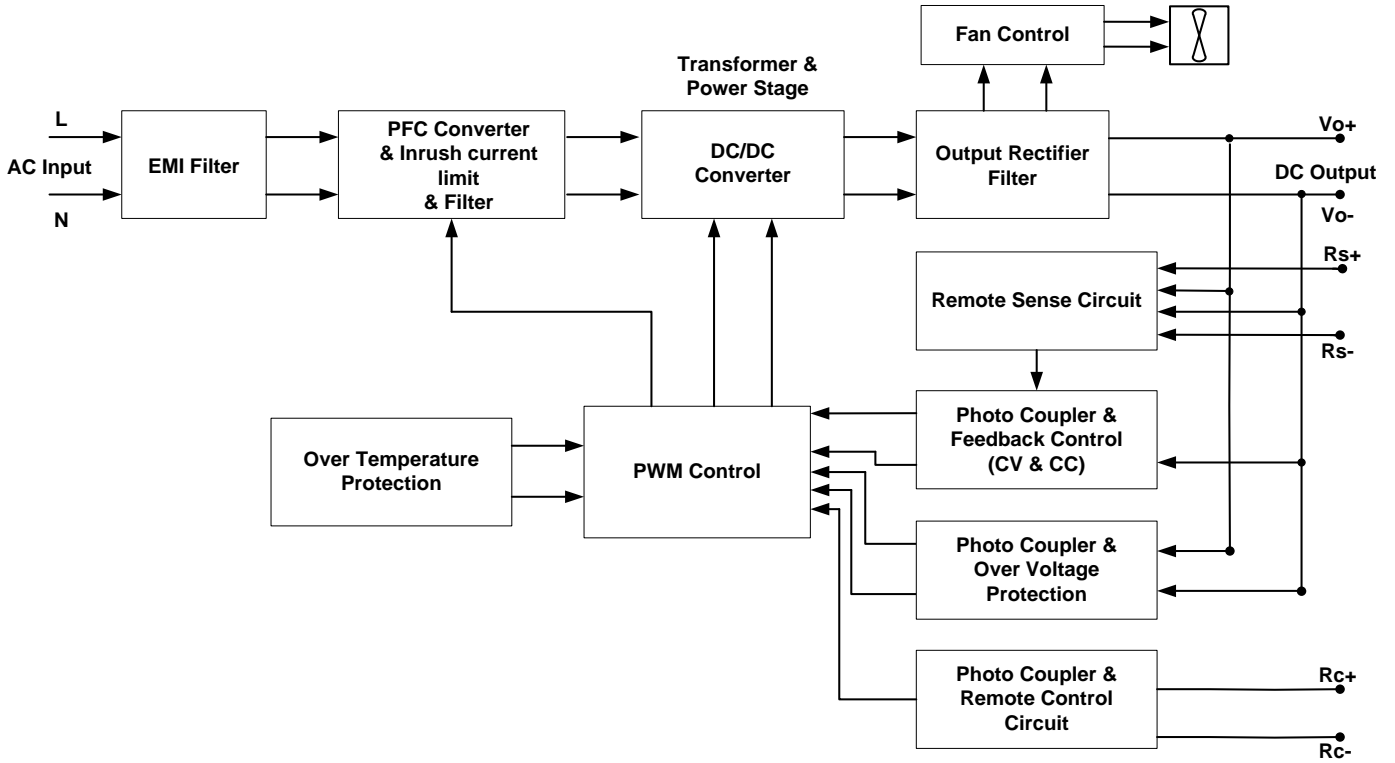 Fan Control
Transformer &
Power Stage
L
AC Input
N
EMI Filter
PFC Converter
& Inrush current
limit
& Filter
DC/DC
Converter
Output Rectifier
Filter
Vo+
DC Output
Vo-
Rs+
Remote Sense Circuit
Rs-
Over Temperature
Protection
PWM Control
Photo Coupler &
Feedback Control
(CV & CC)
Photo Coupler &
Over Voltage
Protection
Photo Coupler &
Remote Control
Circuit
Rc+
Rc-